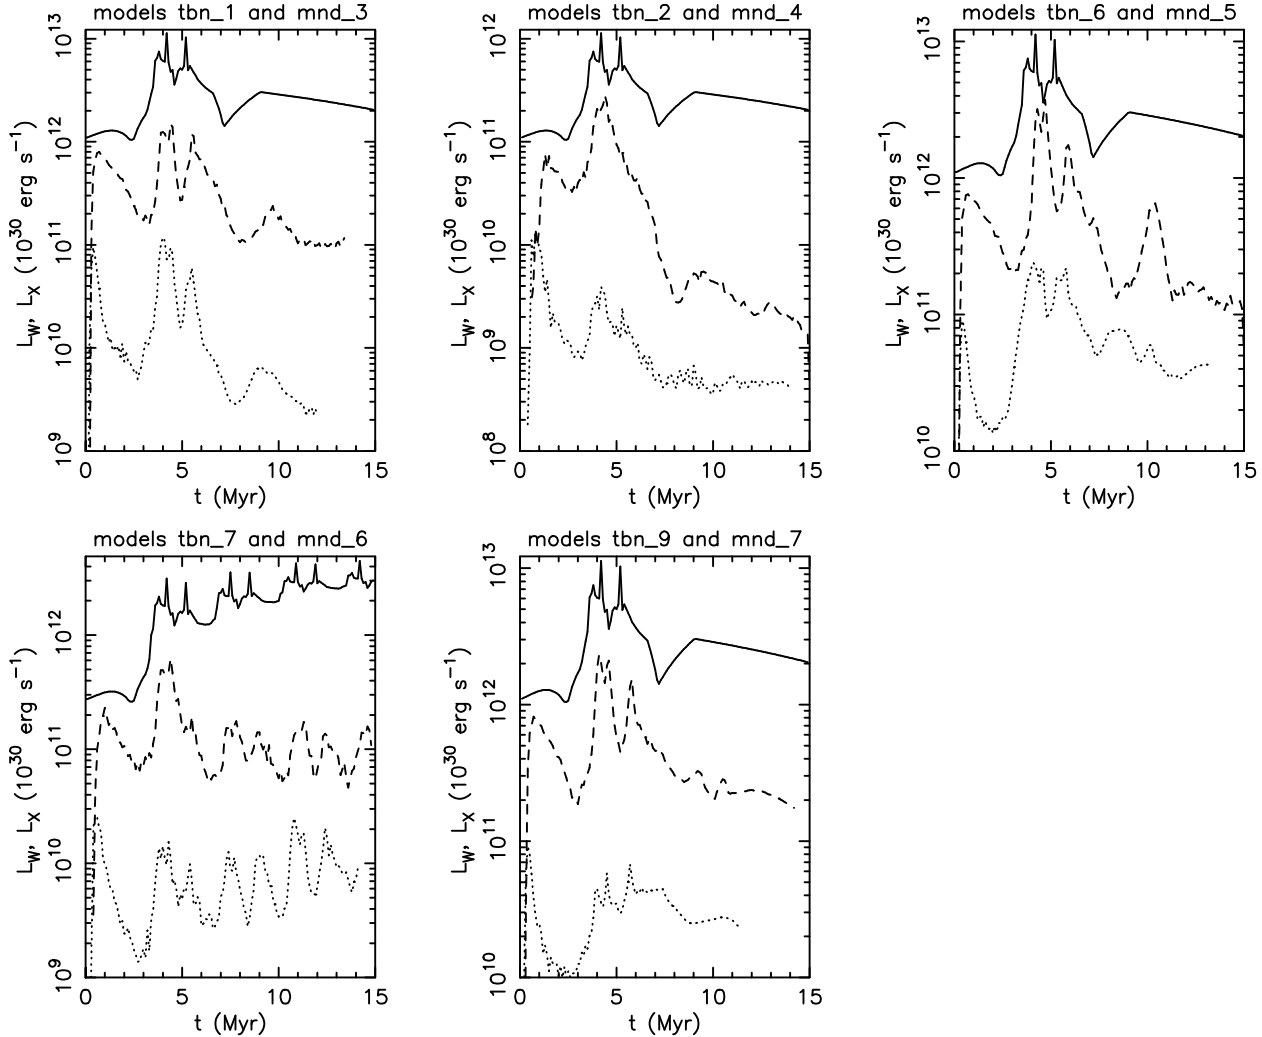 models tbn_1 and mnd_3
models tbn_2 and mnd_4
models tbn_6 and mnd_5
10^13
10^12
10^11
10^10
10^9
L_W, L_X (10^30 erg s^−1)
0 5 10 15
t (Myr)
10^12
10^11
10^10
10^9
10^8
L_W, L_X (10^30 erg s^−1)
0 5 10 15
t (Myr)
10^13
10^12
10^11
10^10
L_W, L_X (10^30 erg s^−1)
0 5 10 15
t (Myr)
models tbn_7 and mnd_6
models tbn_9 and mnd_7
10^12
10^11
10^10
10^9
L_W, L_X (10^30 erg s^−1)
0 5 10 15
t (Myr)
10^13
10^12
10^11
10^10
L_W, L_X (10^30 erg s^−1)
0 5 10 15
t (Myr)